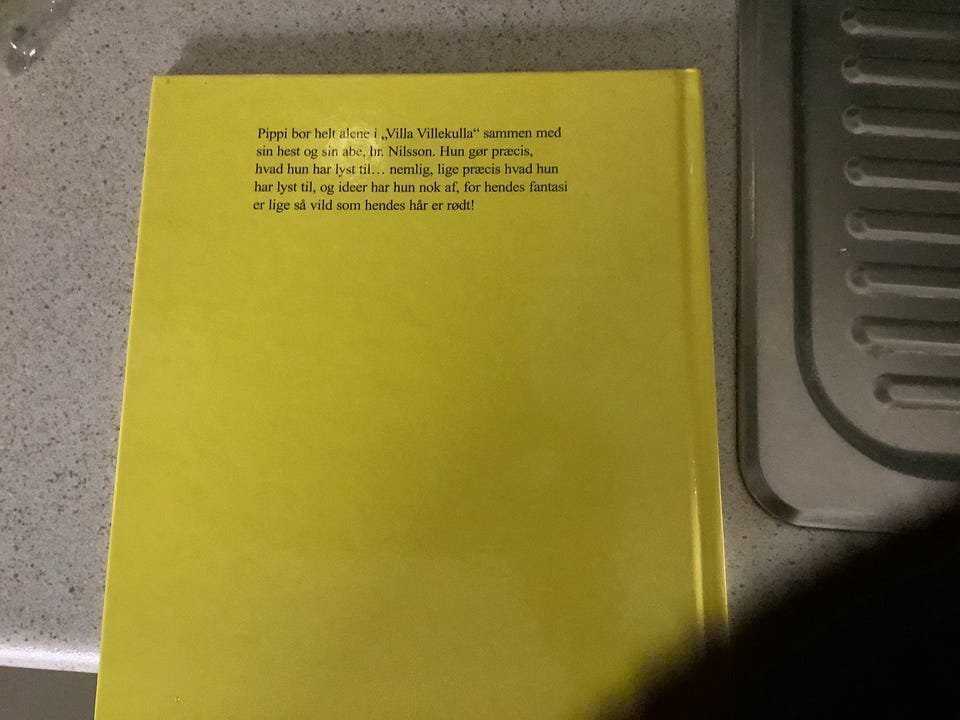 Pippi bor helt alene i „Villa Villekulla“ sammen med
sin hest og sin abe, hr. Nilsson. Hun gør præcis,
hvad hun har lyst til... nemlig, lige præcis hvad hun
har lyst til, og ideer har hun nok af, for hendes fantasi
er lige så vild som hendes hår er rødt!